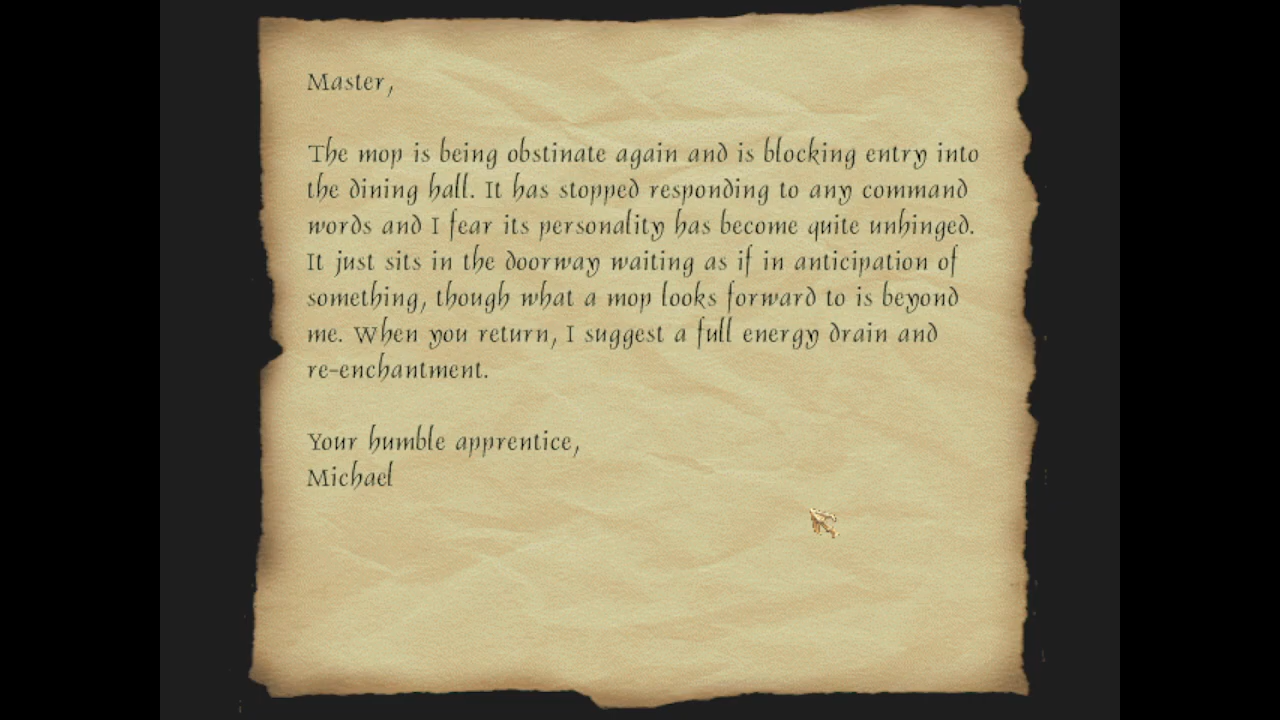 Master,
The mop is being obstinate again and is blocking entry into
the dining hall. It has stopped responding to any command
words and I fear its personality has become quite unhinged.
It just sits in the doorway waiting as if in anticipation of
something, though what a mop looks forward to is beyond
me. When you return, I suggest a full energy drain and
re-enchantment.
Your humble apprentice,
Michael